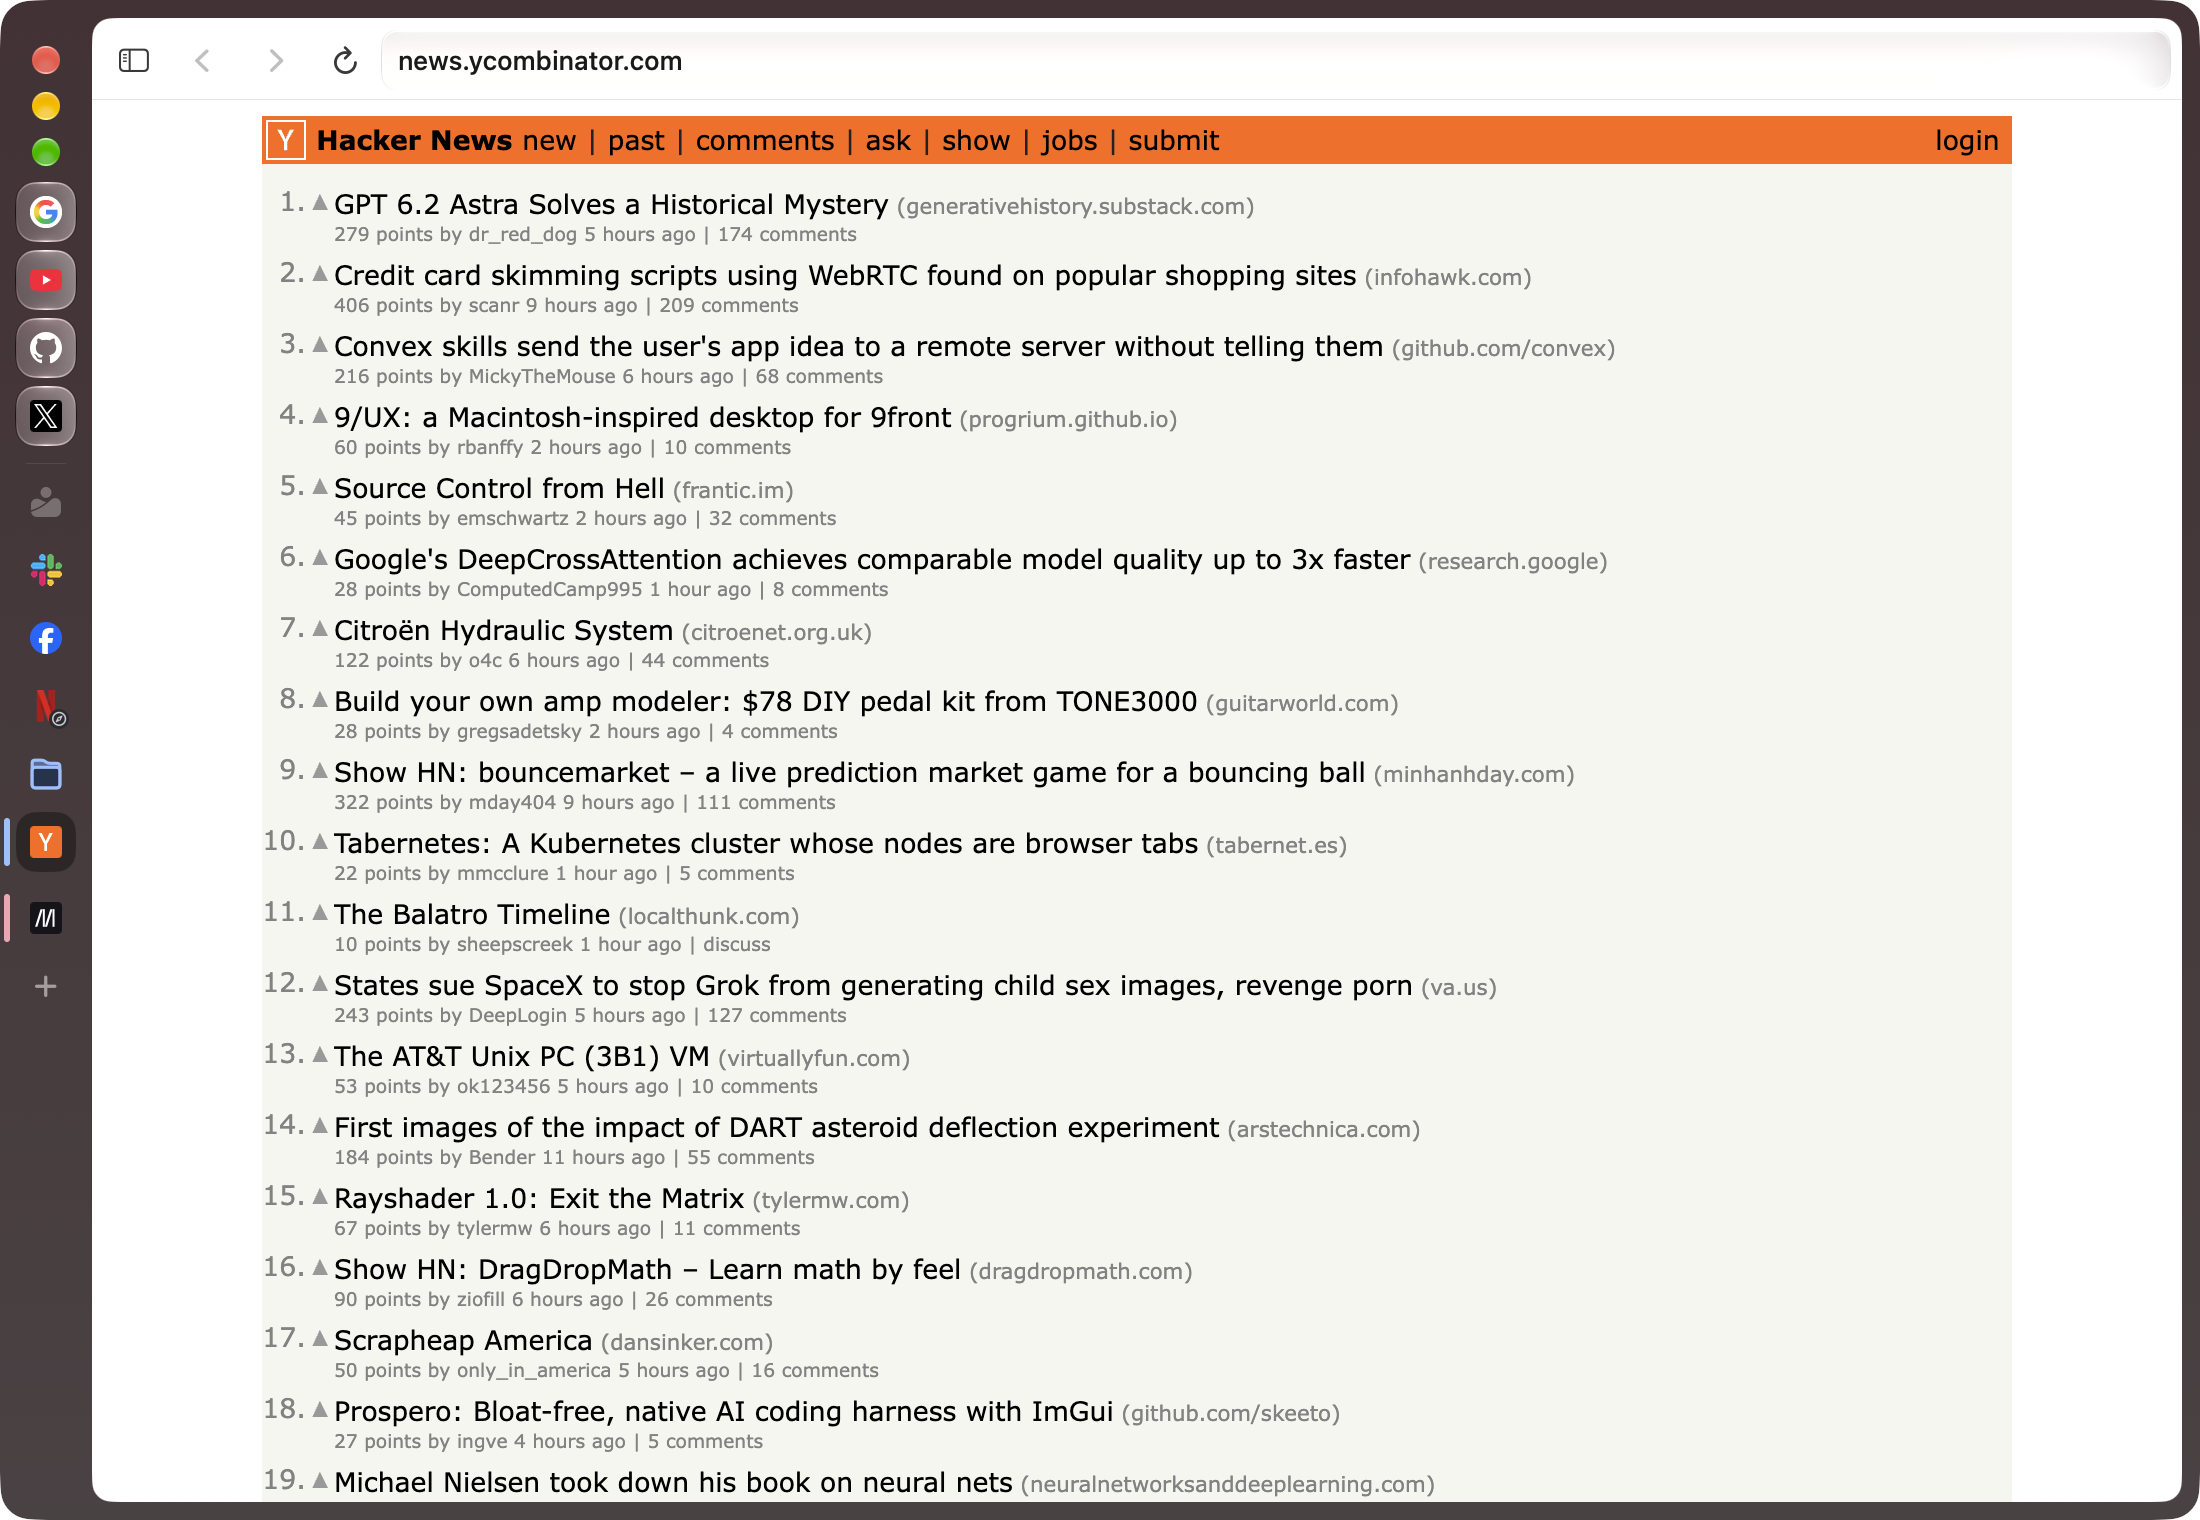 news.ycombinator.com
Y Hacker News new | past | comments | ask | show | jobs | submit login
1. ▲ GPT 6.2 Astra Solves a Historical Mystery (generativehistory.substack.com)
279 points by dr_red_dog 5 hours ago | 174 comments
2. ▲ Credit card skimming scripts using WebRTC found on popular shopping sites (infohawk.com)
406 points by scanr 9 hours ago | 209 comments
3. ▲ Convex skills send the user's app idea to a remote server without telling them (github.com/convex)
216 points by MickyTheMouse 6 hours ago | 68 comments
4. ▲ 9/UX: a Macintosh-inspired desktop for 9front (progrium.github.io)
60 points by rbanffy 2 hours ago | 10 comments
5. ▲ Source Control from Hell (frantic.im)
45 points by emschwartz 2 hours ago | 32 comments
6. ▲ Google's DeepCrossAttention achieves comparable model quality up to 3x faster (research.google)
28 points by ComputedCamp995 1 hour ago | 8 comments
7. ▲ Citroën Hydraulic System (citroenet.org.uk)
122 points by o4c 6 hours ago | 44 comments
8. ▲ Build your own amp modeler: $78 DIY pedal kit from TONE3000 (guitarworld.com)
28 points by gregsadetsky 2 hours ago | 4 comments
9. ▲ Show HN: bouncemarket – a live prediction market game for a bouncing ball (minhanhday.com)
322 points by mday404 9 hours ago | 111 comments
10. ▲ Tabernetes: A Kubernetes cluster whose nodes are browser tabs (tabernet.es)
22 points by mmcclure 1 hour ago | 5 comments
11. ▲ The Balatro Timeline (localthunk.com)
10 points by sheepscreek 1 hour ago | discuss
12. ▲ States sue SpaceX to stop Grok from generating child sex images, revenge porn (va.us)
243 points by DeepLogin 5 hours ago | 127 comments
13. ▲ The AT&T Unix PC (3B1) VM (virtuallyfun.com)
53 points by ok123456 5 hours ago | 10 comments
14. ▲ First images of the impact of DART asteroid deflection experiment (arstechnica.com)
184 points by Bender 11 hours ago | 55 comments
15. ▲ Rayshader 1.0: Exit the Matrix (tylermw.com)
67 points by tylermw 6 hours ago | 11 comments
16. ▲ Show HN: DragDropMath – Learn math by feel (dragdropmath.com)
90 points by ziofill 6 hours ago | 26 comments
17. ▲ Scrapheap America (dansinker.com)
50 points by only_in_america 5 hours ago | 16 comments
18. ▲ Prospero: Bloat-free, native AI coding harness with ImGui (github.com/skeeto)
27 points by ingve 4 hours ago | 5 comments
19. ▲ Michael Nielsen took down his book on neural nets (neuralnetworksanddeeplearning.com)